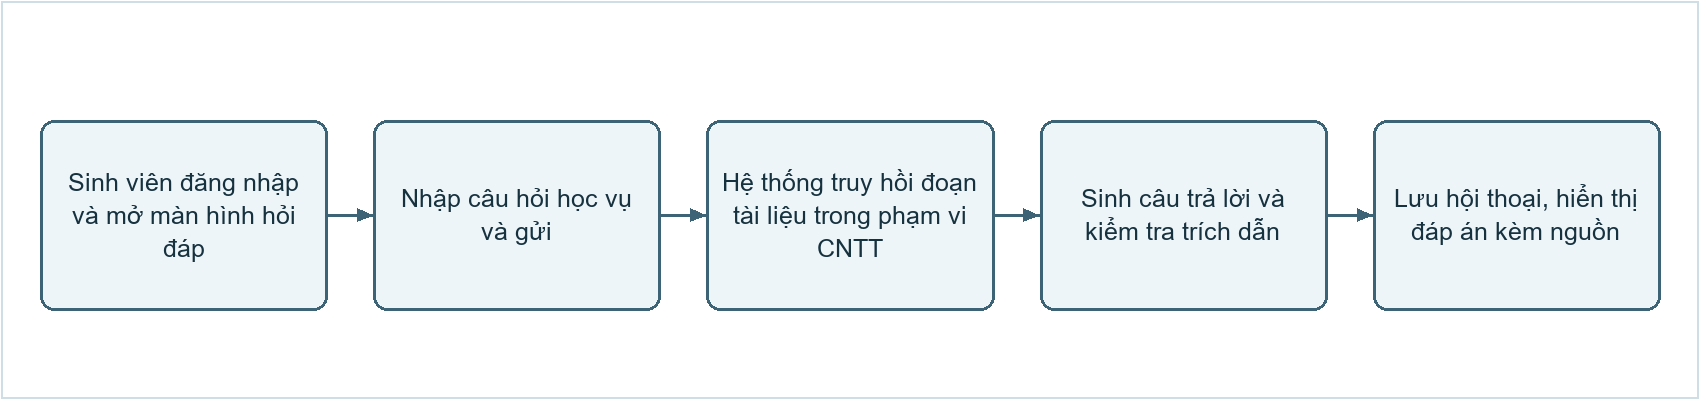 Sinh viên đăng nhập
và mở màn hình hỏi
đáp
Nhập câu hỏi học vụ
và gửi
Hệ thống truy hồi đoạn
tài liệu trong phạm vi
CNTT
Sinh câu trả lời và
kiểm tra trích dẫn
Lưu hội thoại, hiển thị
đáp án kèm nguồn